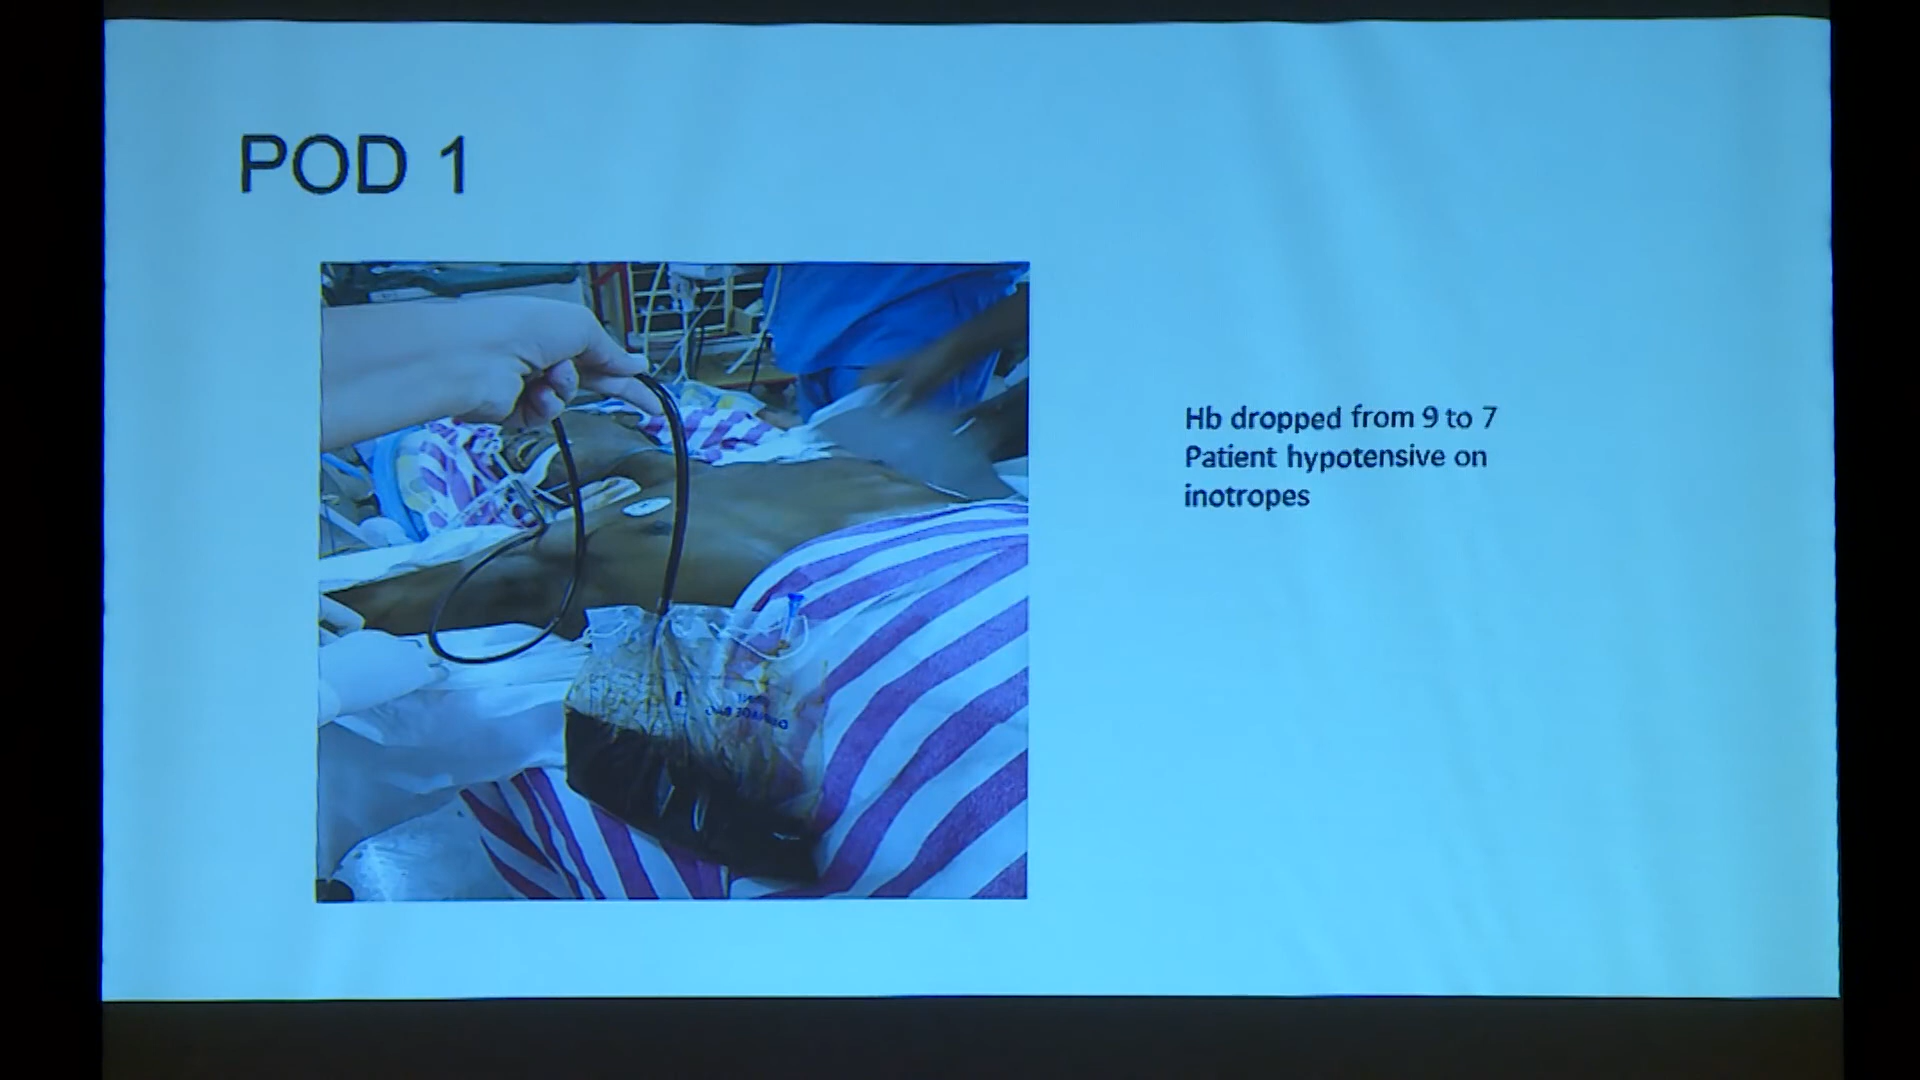 POD 1
Hb dropped from 9 to 7
Patient hypotensive on
inotropes